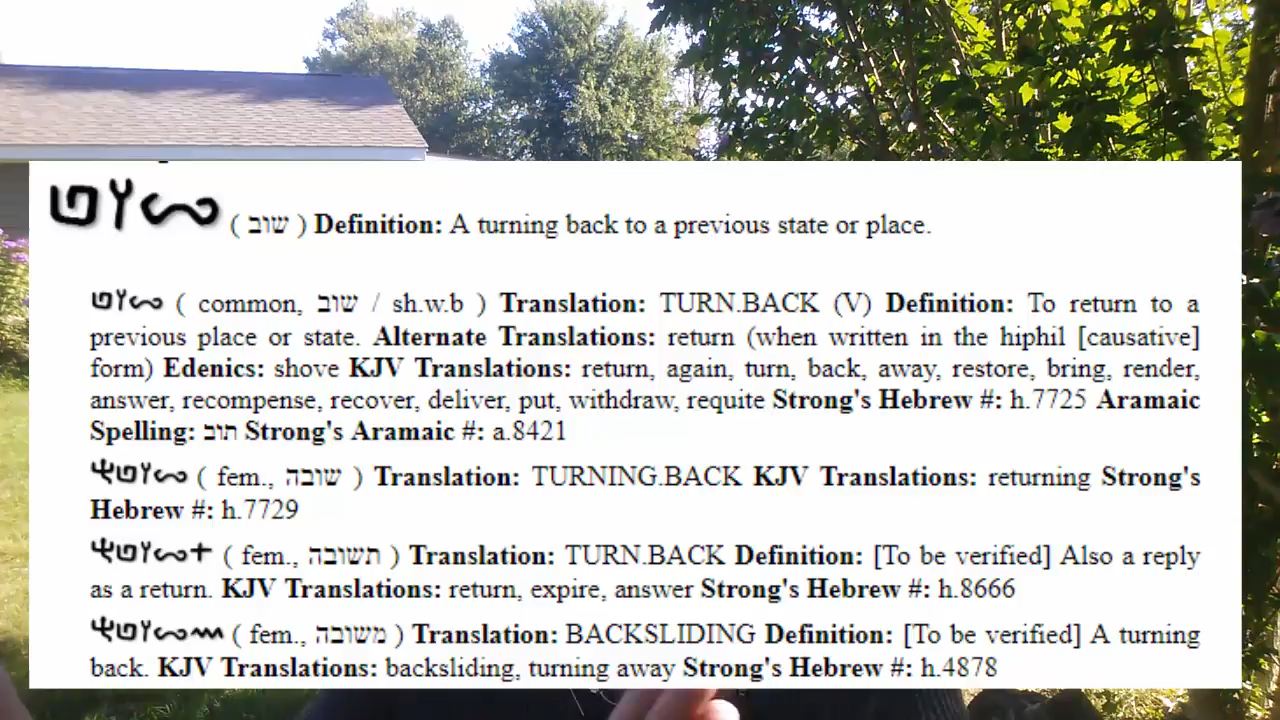 ( שוב ) Definition: A turning back to a previous state or place.
( common, שוב / sh.w.b ) Translation: TURN.BACK (V) Definition: To return to a
previous place or state. Alternate Translations: return (when written in the hiphil [causative]
form) Edenics: shove KJV Translations: return, again, turn, back, away, restore, bring, render,
answer, recompense, recover, deliver, put, withdraw, requite Strong's Hebrew #: h.7725 Aramaic
Spelling: תוב Strong's Aramaic #: a.8421
( fem., שובה ) Translation: TURNING.BACK KJV Translations: returning Strong's
Hebrew #: h.7729
( fem., תשובה ) Translation: TURN.BACK Definition: [To be verified] Also a reply
as a return. KJV Translations: return, expire, answer Strong's Hebrew #: h.8666
( fem., משובה ) Translation: BACKSLIDING Definition: [To be verified] A turning
back. KJV Translations: backsliding, turning away Strong's Hebrew #: h.4878